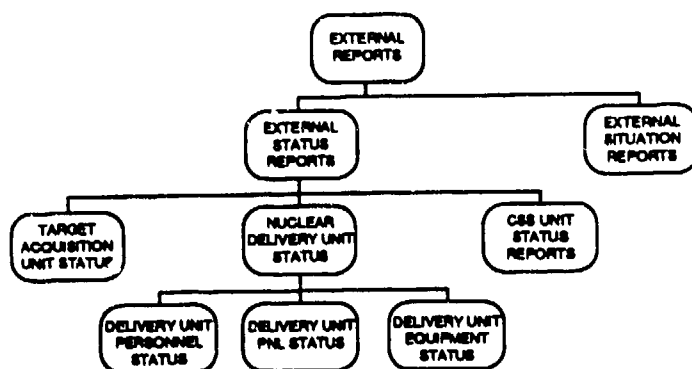 EXTERNAL
REPORTS
EXTERNAL
STATUS
REPORTS
EXTERNAL
SITUATION
REPORTS
TARGET
ACQUISITION
UNIT STATUS
NUCLEAR
DELIVERY UNIT
STATUS
CSS UNIT
STATUS
REPORTS
DELIVERY UNIT
PERSONNEL
STATUS
DELIVERY UNIT
PNL STATUS
DELIVERY UNIT
EQUIPMENT
STATUS